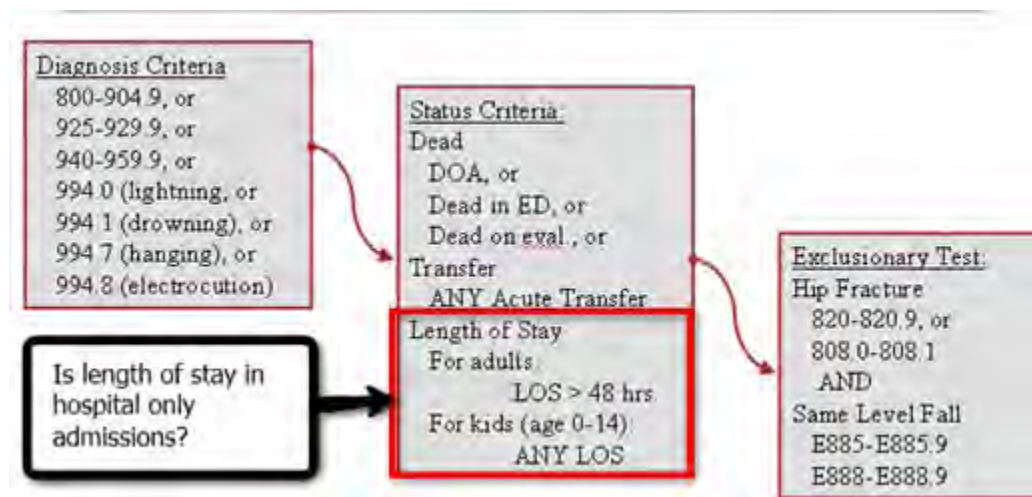 Diagnosis Criteria
800-904.9, or
925-929.9, or
940-959.9, or
994.0 (lightning, or
994.1 (drowning), or
994.7 (hanging), or
994.8 (electrocution)
Is length of stay in
hospital only
admissions?
Status Criteria:
Dead
DOA, or
Dead in ED, or
Dead on eval., or
Transfer
ANY Acute Transfer
Length of Stay
For adults:
LOS > 48 hrs
For kids (age 0-14)
ANY LOS
Exclusionary Test:
Hip Fracture
820-820.9, or
808.0-808.1
AND
Same Level Fall
E885-E885.9
E888-E888.9